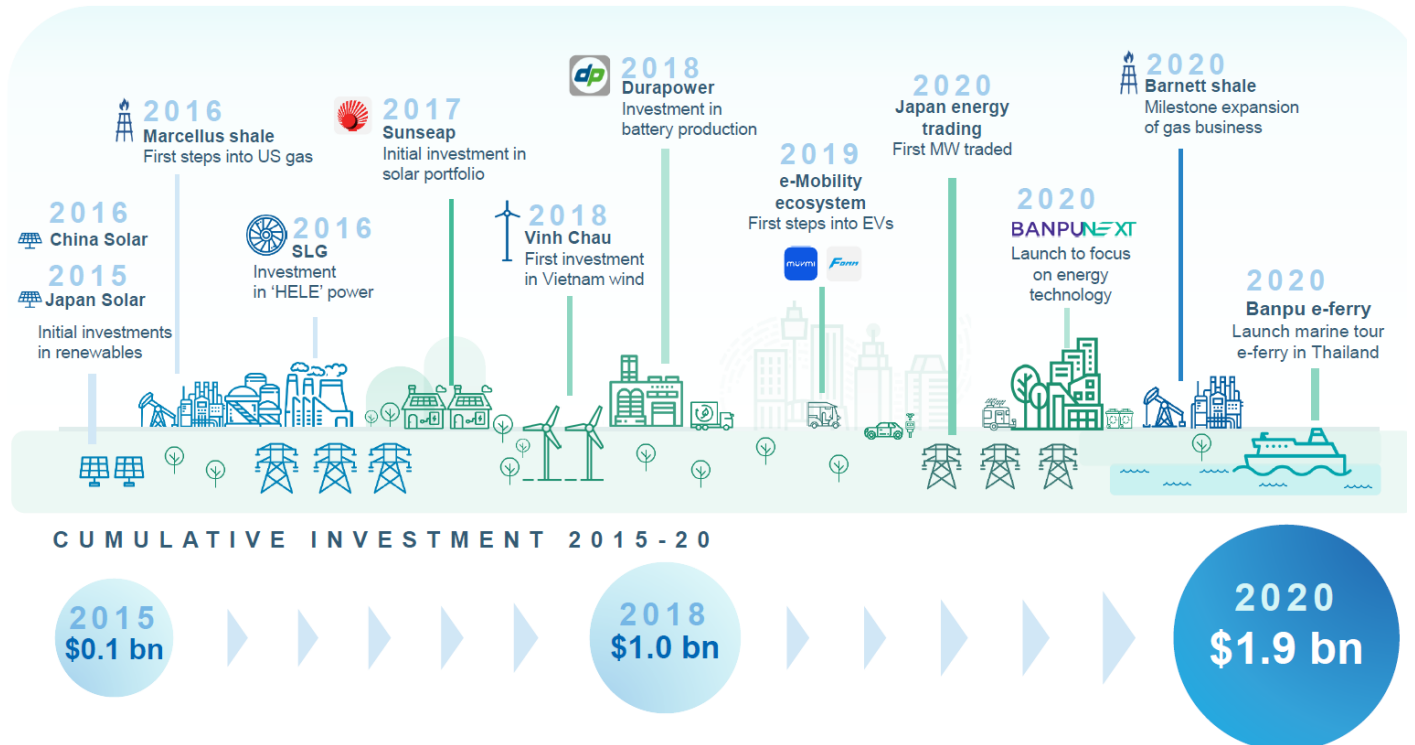 2016
Marcellus shale
First steps into US gas
2016
China Solar
2015
Japan Solar
Initial investments
in renewables
2016
SLG
Investment
in ‘HELE’ power
2017
Sunseap
Initial investment in
solar portfolio
2018
Vinh Chau
First investment
in Vietnam wind
dp
2018
Durapower
Investment in
battery production
2019
e-Mobility
ecosystem
First steps into EVs
muvmi
Fomm
2020
Japan energy
trading
First MW traded
2020
BANPUNEXT
Launch to focus
on energy
technology
2020
Barnett shale
Milestone expansion
of gas business
2020
Banpu e-ferry
Launch marine tour
e-ferry in Thailand
CUMULATIVE INVESTMENT 2015-20
2015
$0.1 bn
2018
$1.0 bn
2020
$1.9 bn